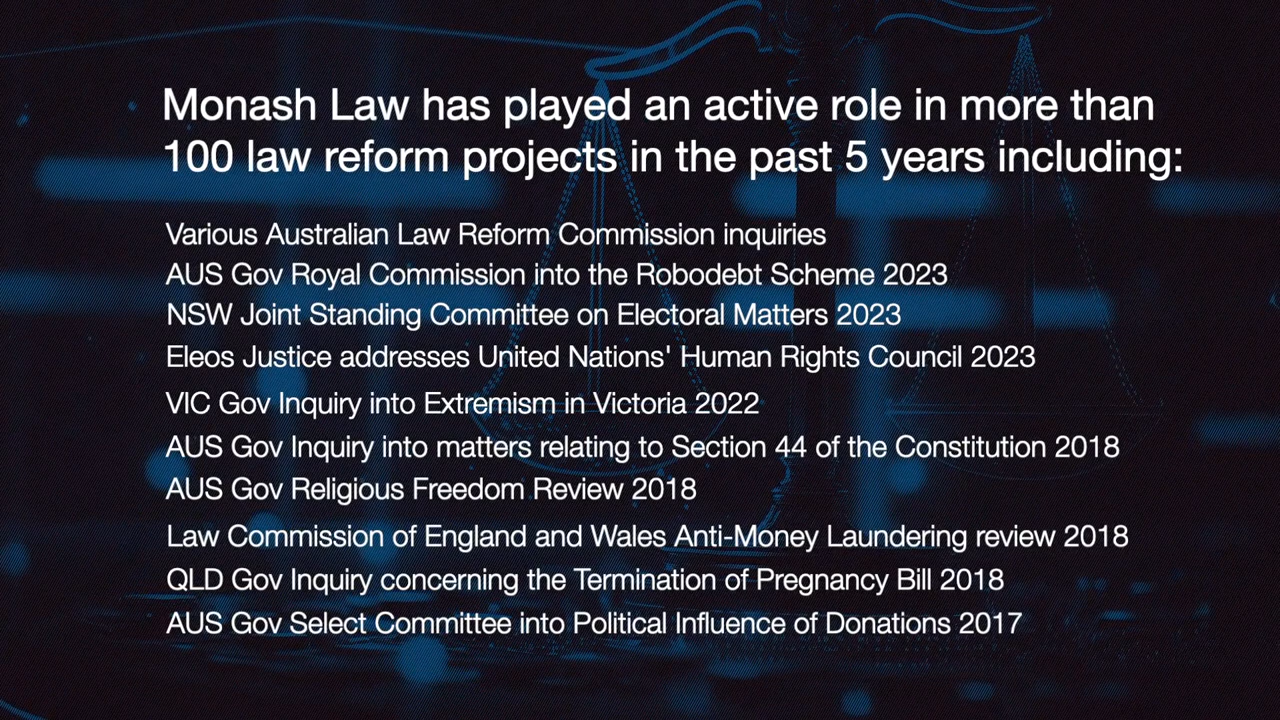 Monash Law has played an active role in more than
100 law reform projects in the past 5 years including:
Various Australian Law Reform Commission inquiries
AUS Gov Royal Commission into the Robodebt Scheme 2023
NSW Joint Standing Committee on Electoral Matters 2023
Eleos Justice addresses United Nations' Human Rights Council 2023
VIC Gov Inquiry into Extremism in Victoria 2022
AUS Gov Inquiry into matters relating to Section 44 of the Constitution 2018
AUS Gov Religious Freedom Review 2018
Law Commission of England and Wales Anti-Money Laundering review 2018
QLD Gov Inquiry concerning the Termination of Pregnancy Bill 2018
AUS Gov Select Committee into Political Influence of Donations 2017